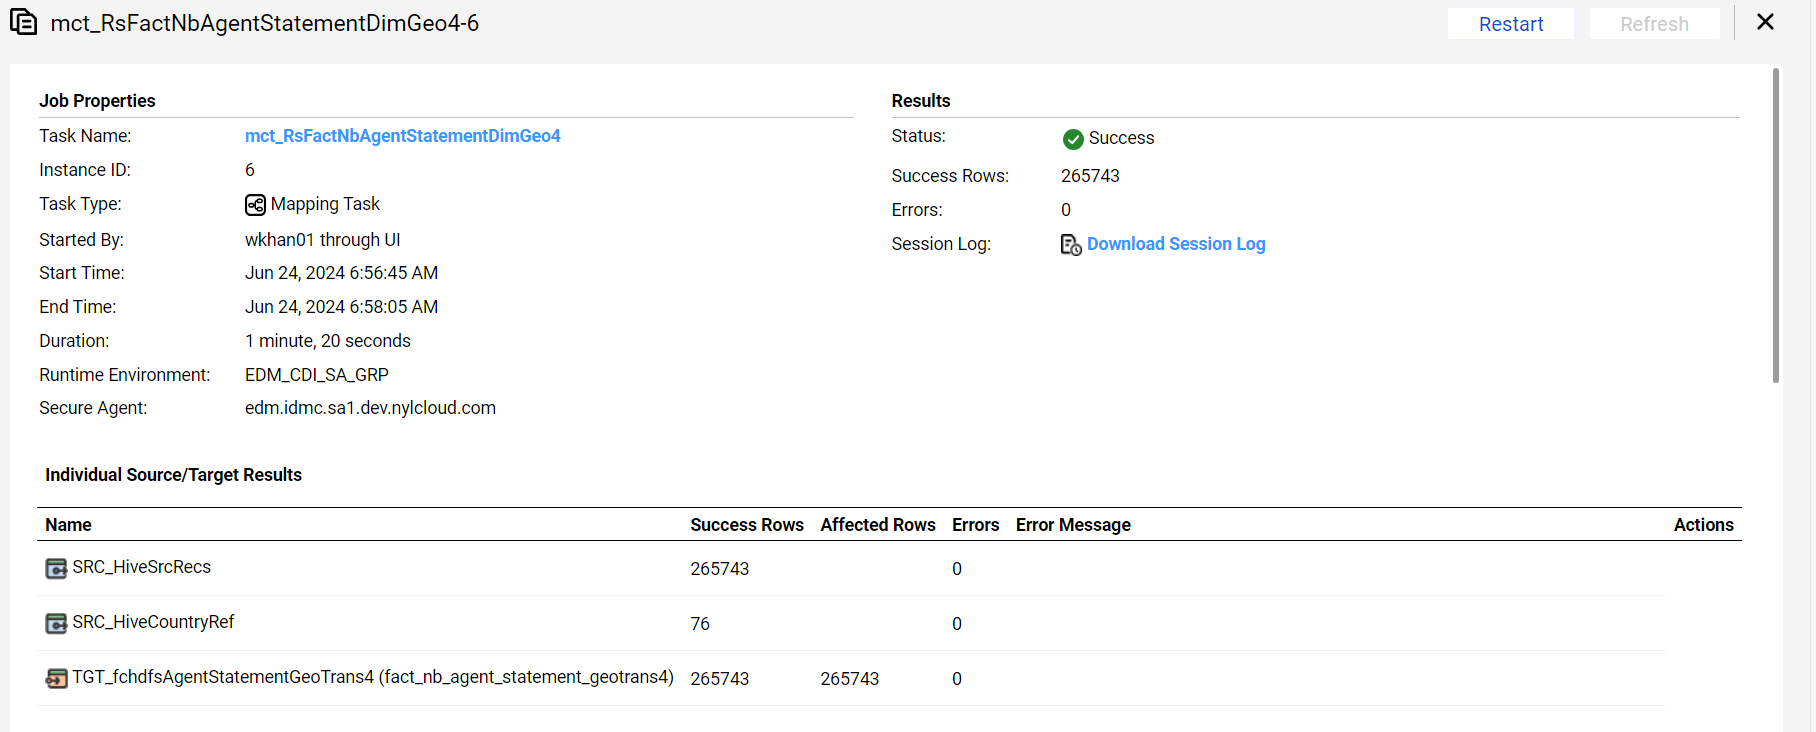 mct_RsFactNbAgentStatementDimGeo4-6
Restart
Refresh
Job Properties
Task Name: mct_RsFactNbAgentStatementDimGeo4
Instance ID: 6
Task Type: Mapping Task
Started By: wkhan01 through UI
Start Time: Jun 24, 2024 6:56:45 AM
End Time: Jun 24, 2024 6:58:05 AM
Duration: 1 minute, 20 seconds
Runtime Environment: EDM_CDI_SA_GRP
Secure Agent: edm.idmc.sa1.dev.nylcloud.com
Results
Status: Success
Success Rows: 265743
Errors: 0
Session Log: Download Session Log
Individual Source/Target Results
Name Success Rows Affected Rows Errors Error Message Actions
SRC_HiveSrcRecs 265743 0
SRC_HiveCountryRef 76 0
TGT_fchdfsAgentStatementGeoTrans4 (fact_nb_agent_statement_geotrans4) 265743 265743 0